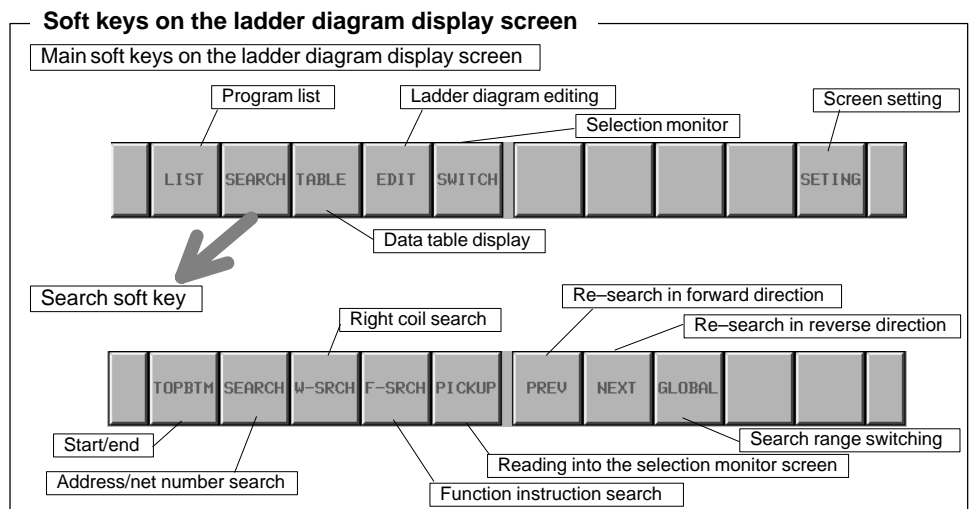 Soft keys on the ladder diagram display screen
Main soft keys on the ladder diagram display screen
Program list
Ladder diagram editing
Screen setting
Selection monitor
LIST SEARCH TABLE EDIT SWITCH SETING
Data table display
Search soft key
Re–search in forward direction
Right coil search
Re–search in reverse direction
TOPBTM SEARCH W-SRCH F-SRCH PICKUP PREV NEXT GLOBAL
Start/end
Search range switching
Reading into the selection monitor screen
Address/net number search
Function instruction search